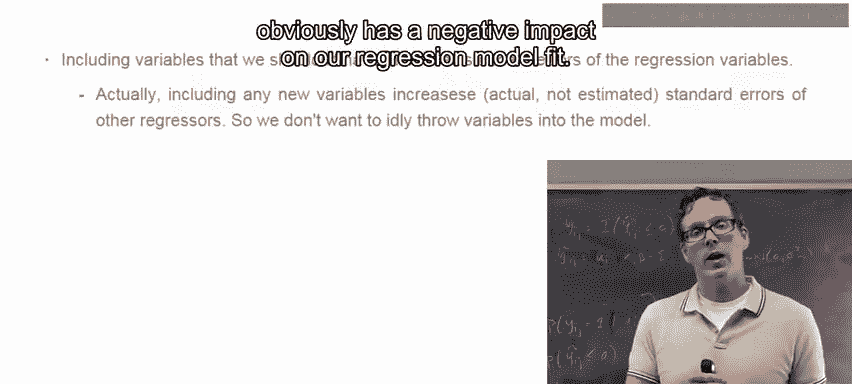 obviously has a negative impact
on our regression model fit.
· Including variables that we of the regression variables.
- Actually, including any new variables increasese (actual, not estimated) standard errors of
other regressors. So we don't want to idly throw variables into the model.